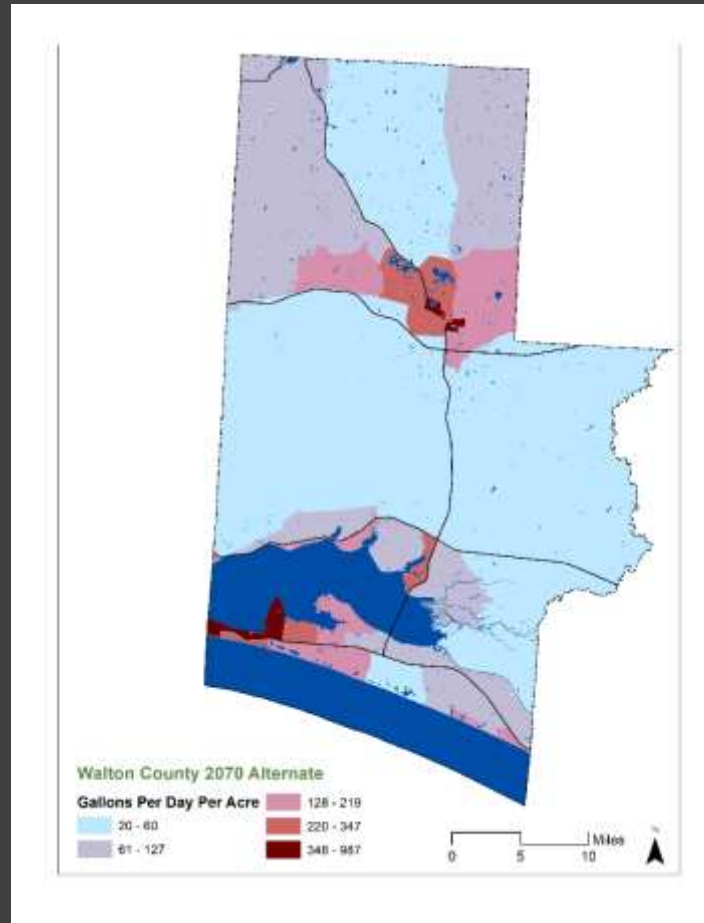 Walton County 2070 Alternate
Gallons Per Day Per Acre
20 - 60
61 - 127
128 - 219
220 - 347
348 - 987
Miles
0 5 10
N